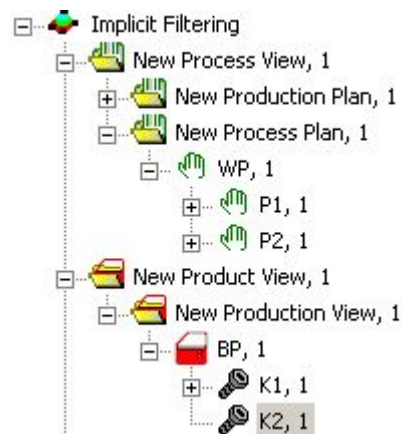 Implicit Filtering
New Process View, 1
New Production Plan, 1
New Process Plan, 1
WP, 1
P1, 1
P2, 1
New Product View, 1
New Production View, 1
BP, 1
K1, 1
K2, 1